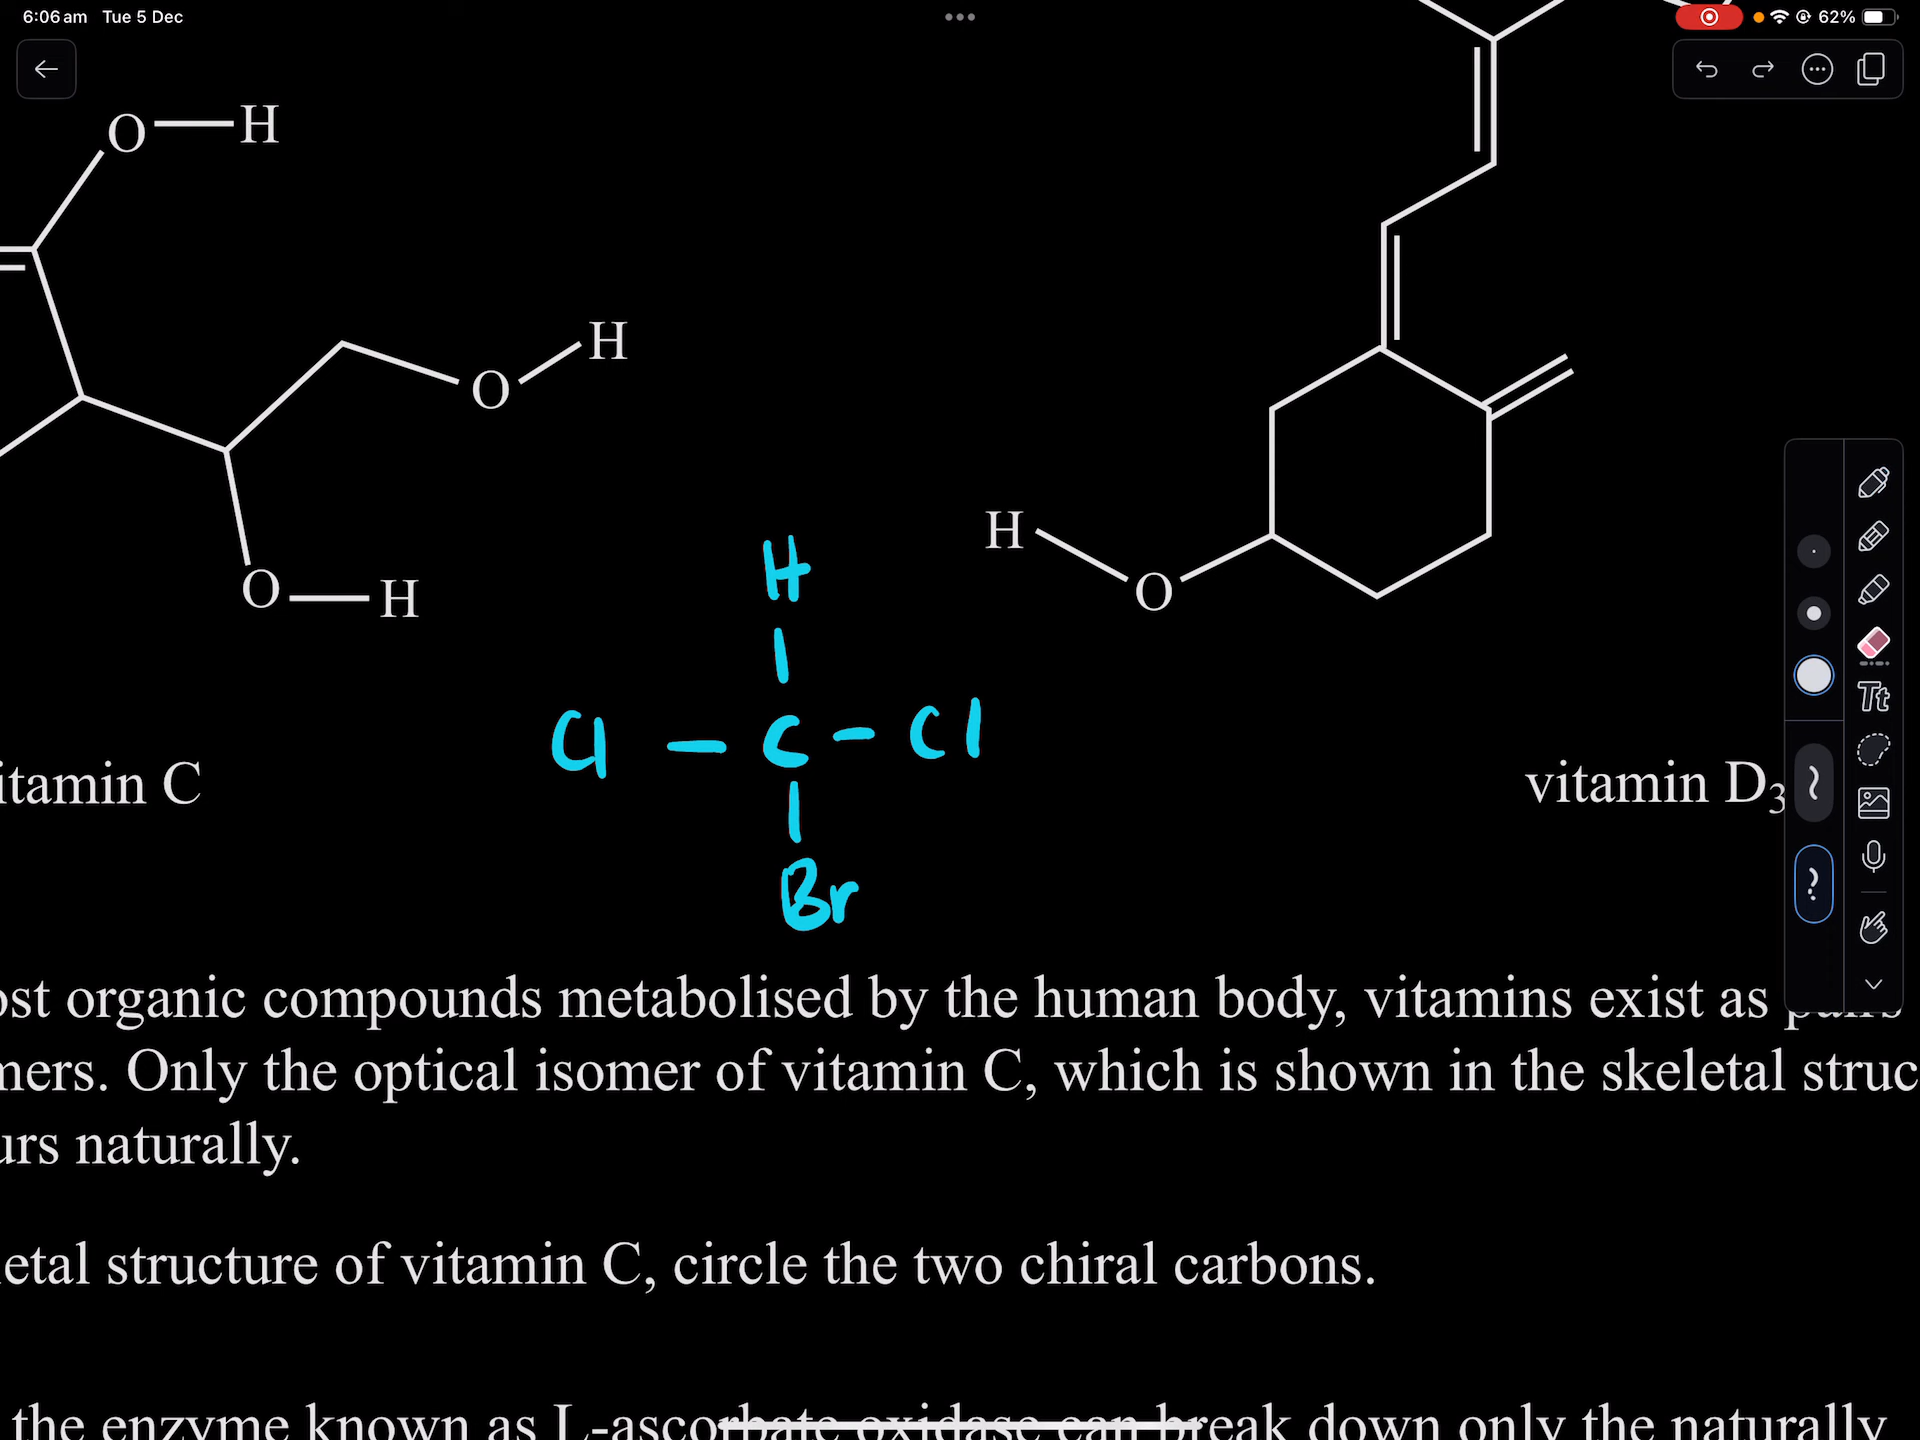 6:06 am Tue 5 Dec
62%
O H
H
O
O H
H
O
H
Cl C Cl
Br
Tt
itamin C
vitamin D3
ost organic compounds metabolised by the human body, vitamins exist as
mers. Only the optical isomer of vitamin C, which is shown in the skeletal struc
urs naturally.
etal structure of vitamin C, circle the two chiral carbons.
the enzyme known as L-ascorbate oxidase can break down only the naturally